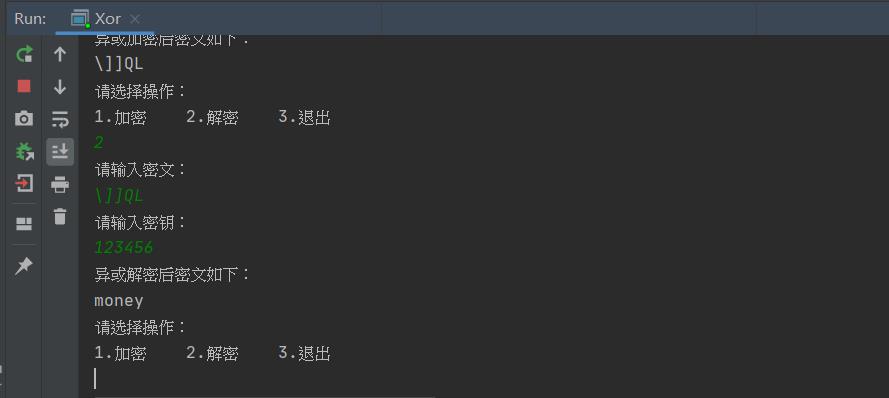 Run: Xor
异或加密后密文如下：
\]]QL
请选择操作：
1.加密 2.解密 3.退出
2
请输入密文：
\]]QL
请输入密钥：
123456
异或解密后密文如下：
money
请选择操作：
1.加密 2.解密 3.退出